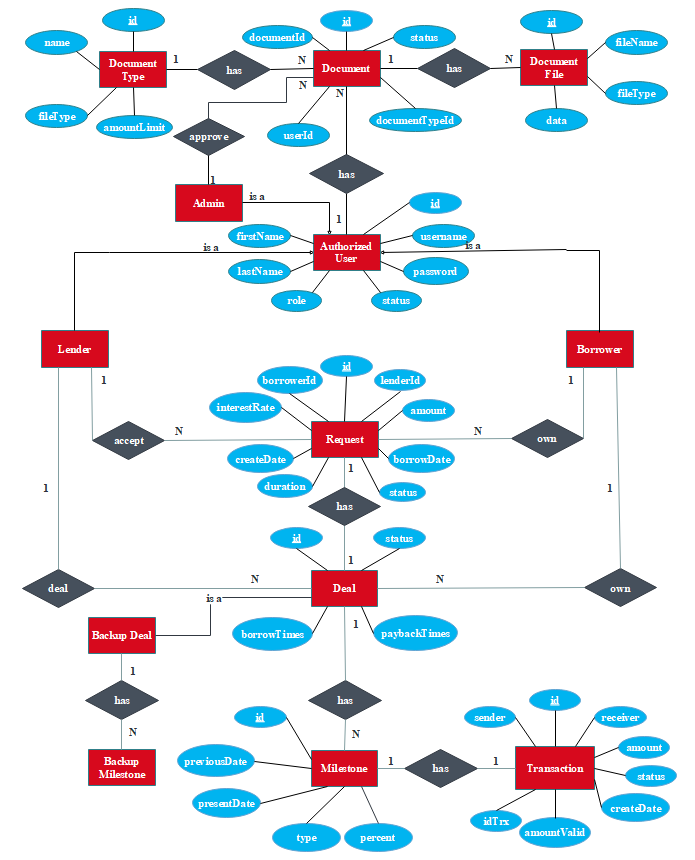 id
id
id
name
documentId
status
fileName
Document
Type
1
has
N
Document
1
has
N
Document
File
fileType
amountLimit
N
N
userId
documentTypeId
data
fileType
approve
has
1
Admin
is a
1
id
firstName
Authorized
User
username
is a
is a
lastName
password
role
status
Lender
Borrower
1
id
1
borrowerId
lenderId
interestRate
amount
accept
N
Request
N
own
createDate
borrowDate
1
duration
status
1
1
has
id
status
1
deal
N
Deal
N
own
is a
Backup Deal
borrowTimes
1
paybackTimes
1
has
has
id
id
sender
receiver
N
N
previousDate
amount
Backup
Milestone
Milestone
1
has
1
Transaction
status
presentDate
createDate
idTrx
type
percent
amountValid